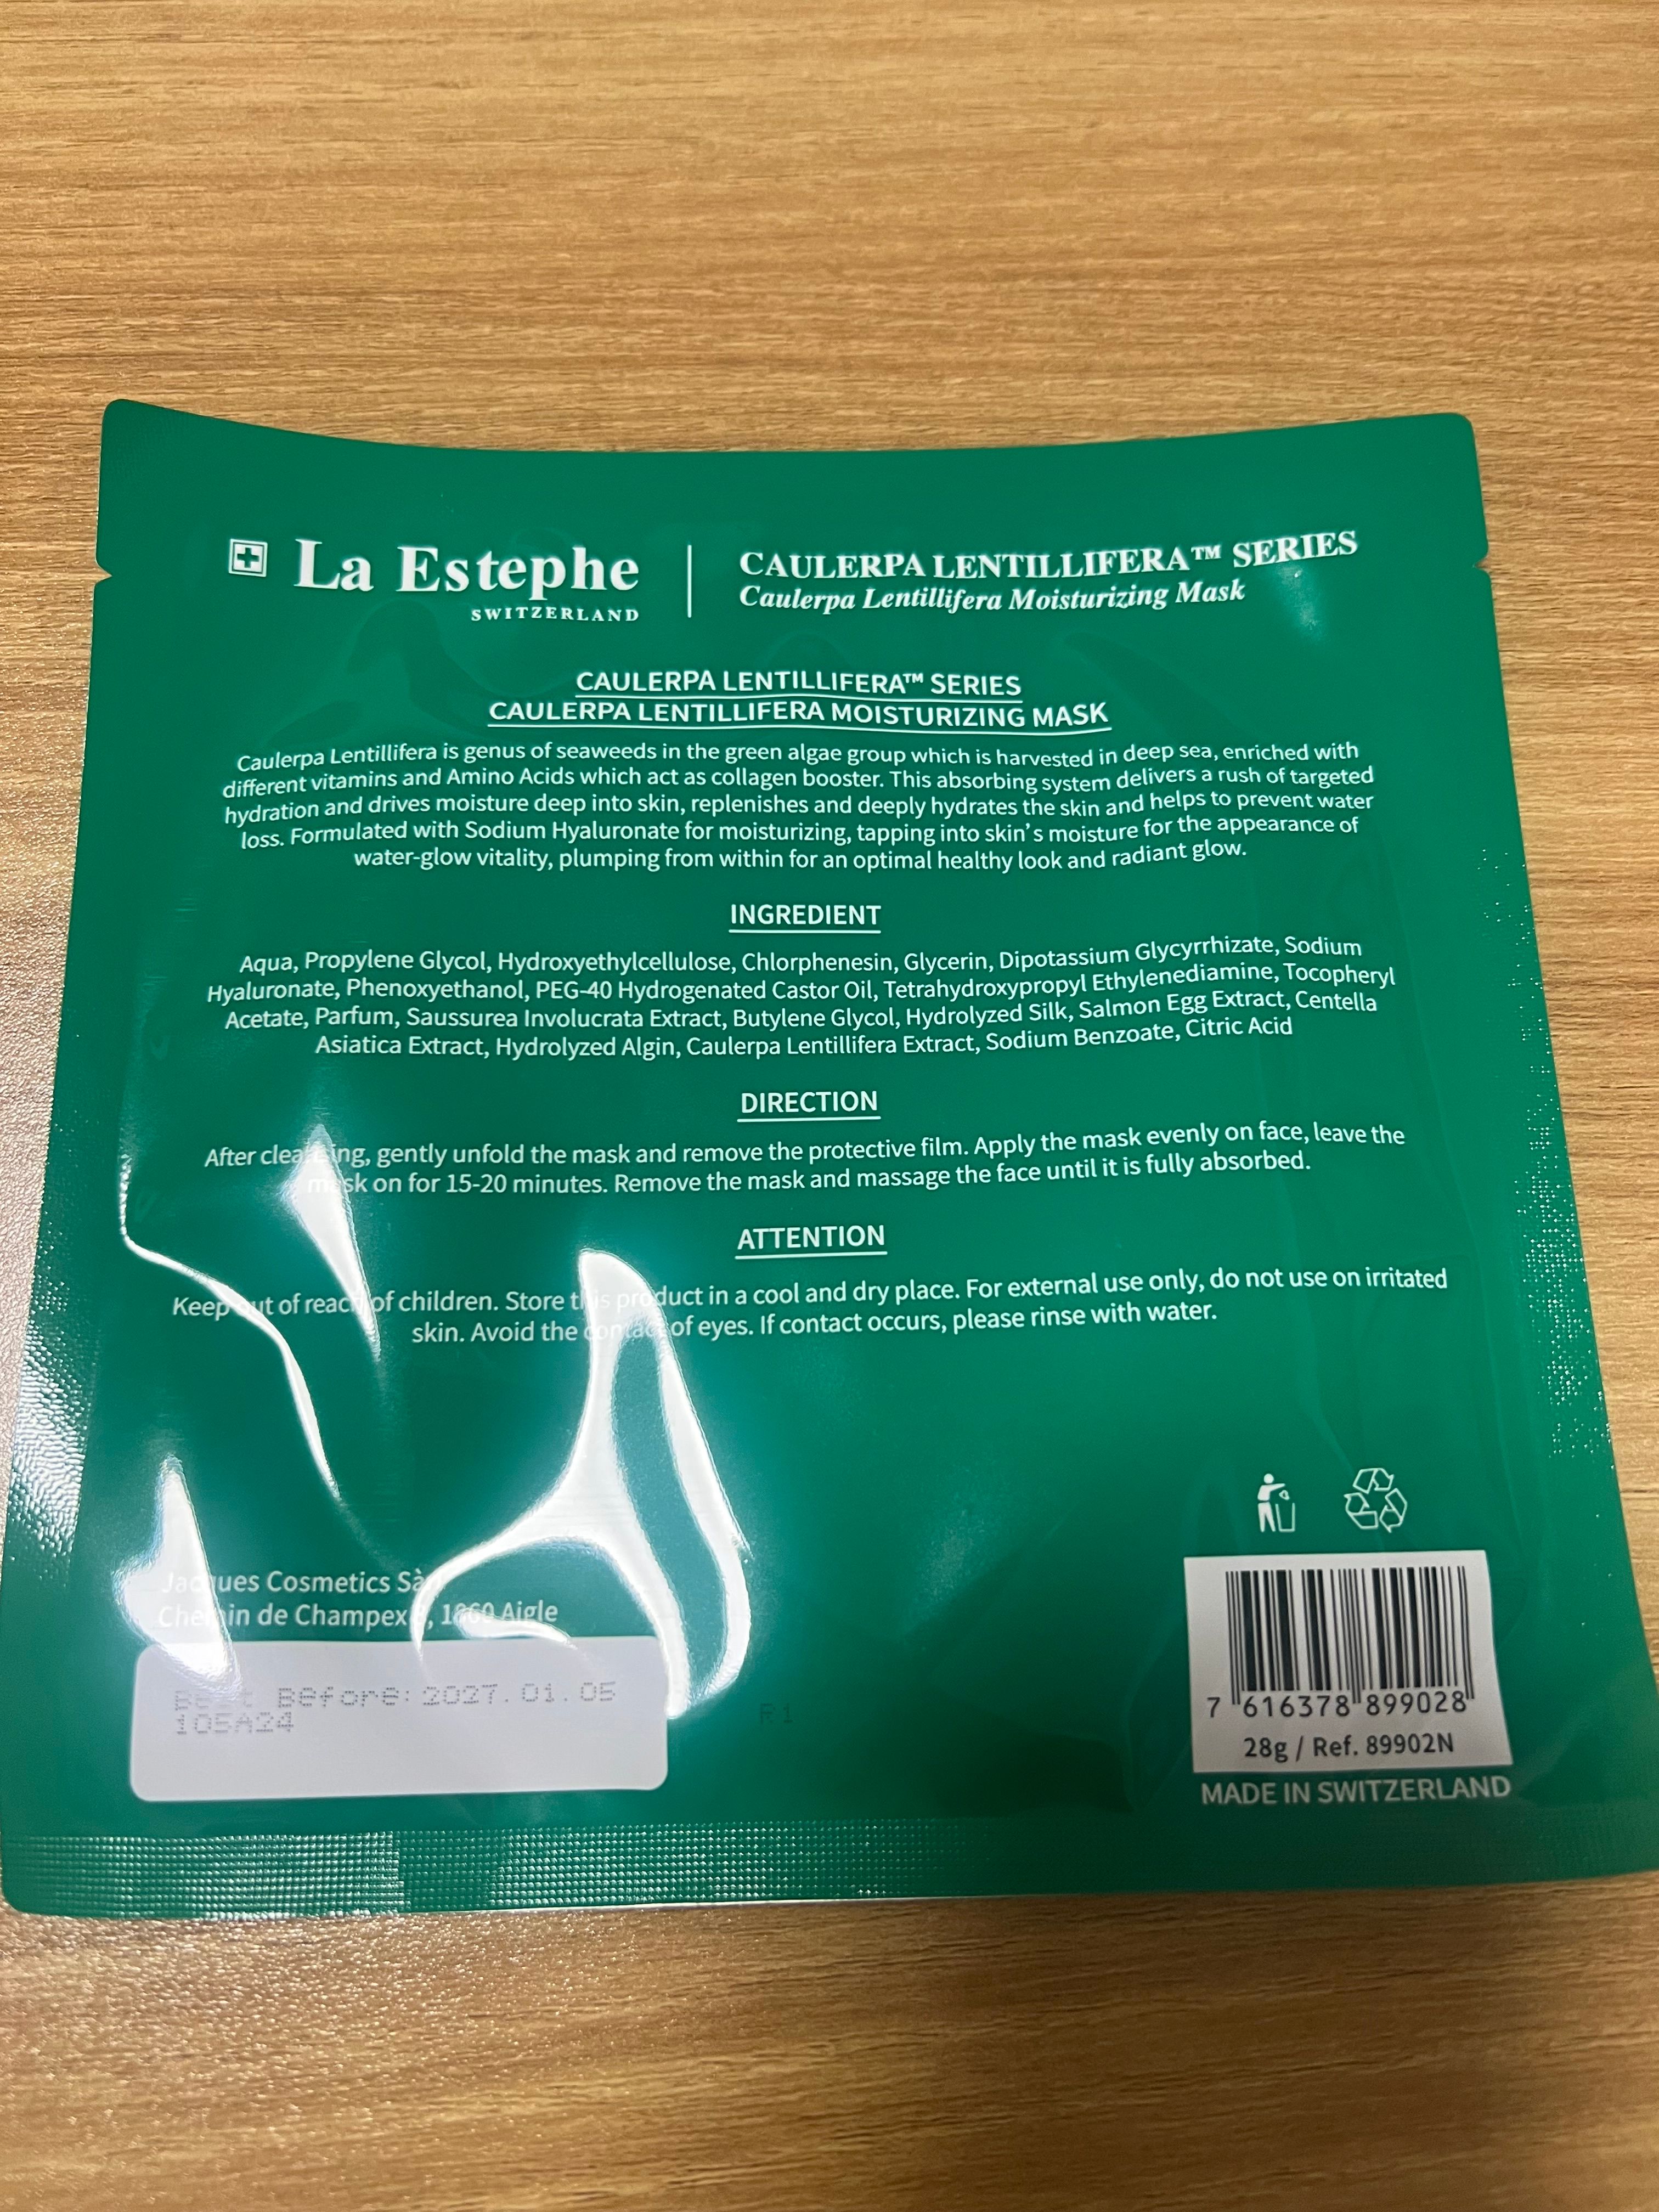 La Estephe
SWITZERLAND
CAULERPA LENTILLIFERA™ SERIES
Caulerpa Lentillifera Moisturizing Mask
CAULERPA LENTILLIFERA™ SERIES
CAULERPA LENTILLIFERA MOISTURIZING MASK
Caulerpa Lentillifera is genus of seaweeds in the green algae group which is harvested in deep sea, enriched with
different vitamins and Amino Acids which act as collagen booster. This absorbing system delivers a rush of targeted
hydration and drives moisture deep into skin, replenishes and deeply hydrates the skin and helps to prevent water
loss. Formulated with Sodium Hyaluronate for moisturizing, tapping into skin's moisture for the appearance of
water-glow vitality, plumping from within for an optimal healthy look and radiant glow.
INGREDIENT
Aqua, Propylene Glycol, Hydroxyethylcellulose, Chlorphenesin, Glycerin, Dipotassium Glycyrrhizate, Sodium
Hyaluronate, Phenoxyethanol, PEG-40 Hydrogenated Castor Oil, Tetrahydroxypropyl Ethylenediamine, Tocopheryl
Acetate, Parfum, Saussurea Involucrata Extract, Butylene Glycol, Hydrolyzed Silk, Salmon Egg Extract, Centella
Asiatica Extract, Hydrolyzed Algin, Caulerpa Lentillifera Extract, Sodium Benzoate, Citric Acid
DIRECTION
After cleansing, gently unfold the mask and remove the protective film. Apply the mask evenly on face, leave the
mask on for 15-20 minutes. Remove the mask and massage the face until it is fully absorbed.
ATTENTION
Keep out of reach of children. Store this product in a cool and dry place. For external use only, do not use on irritated
skin. Avoid the contact of eyes. If contact occurs, please rinse with water.
Jacques Cosmetics
Chemin de Champex 1860 Aigle
Best Before: 2027.01.05
105A24
R1
7 616378 899028
28g / Ref. 89902N
MADE IN SWITZERLAND